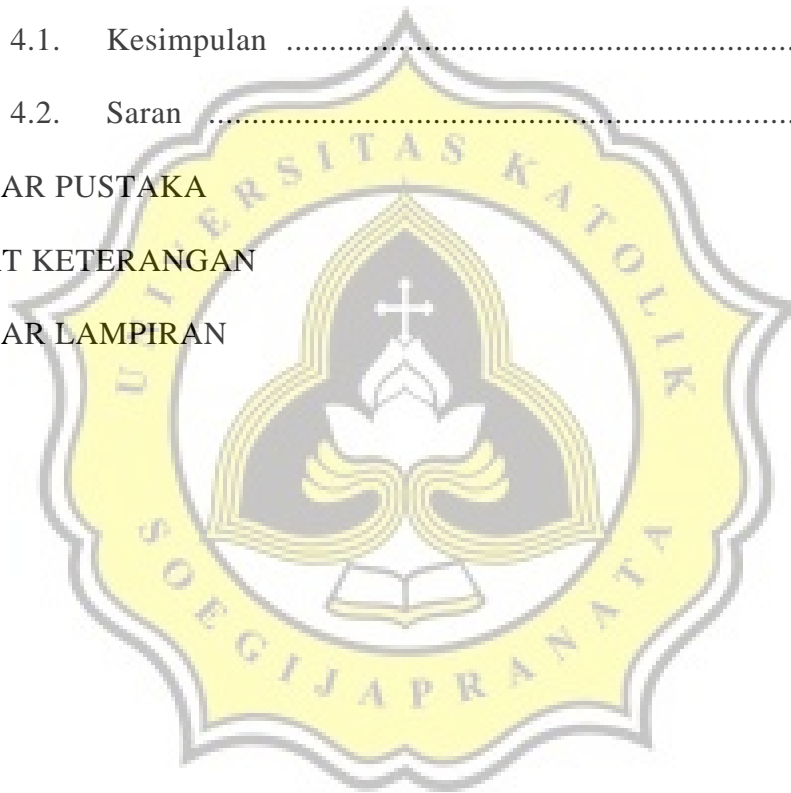 4.1. Kesimpulan ..........................................................................
4.2. Saran ..................................................................................
AR PUSTAKA
T KETERANGAN
AR LAMPIRAN
UNIVERSITAS KATOLIK
SOEGIJAPRANATA